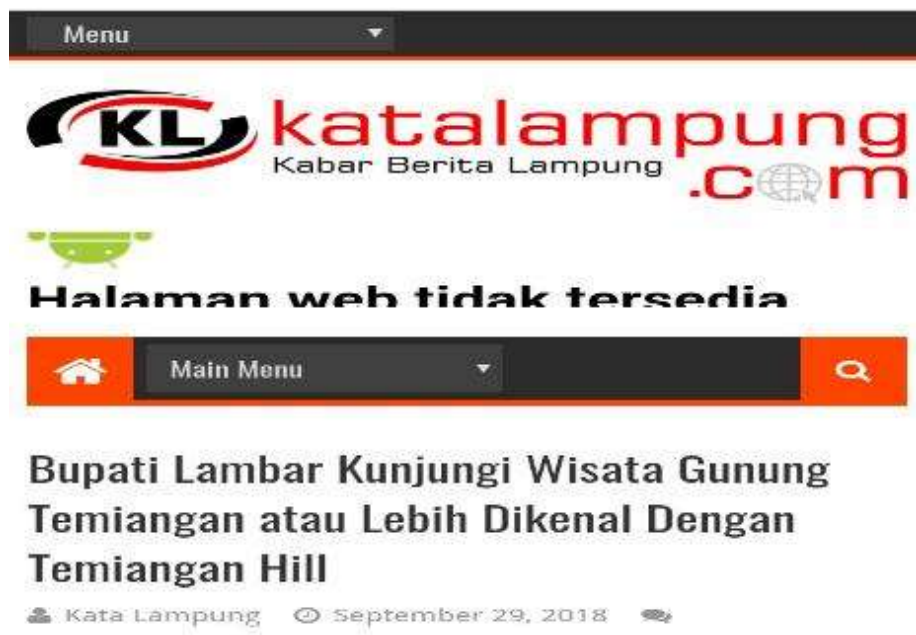 Menu
KL katalampung
Kabar Berita Lampung
.com
Halaman web tidak tersedia
Main Menu
Bupati Lambar Kunjungi Wisata Gunung
Temiangan atau Lebih Dikenal Dengan
Temiangan Hill
Kata Lampung September 29, 2018